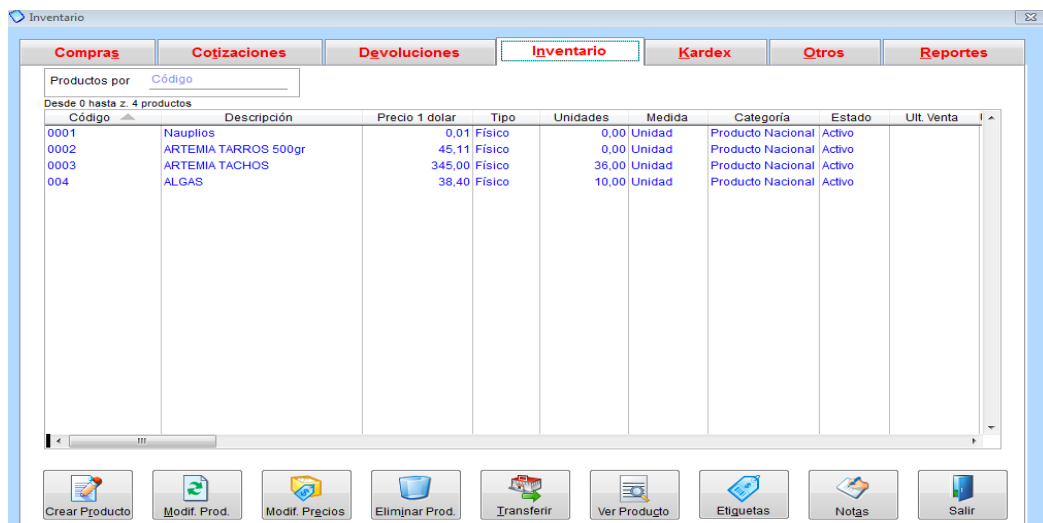 Inventario
Compras Cotizaciones Devoluciones Inventario Kardex Otros Reportes
Productos por Código
Desde 0 hasta z. 4 productos
Código Descripción Precio 1 dolar Tipo Unidades Medida Categoría Estado Ult. Venta
0001 Nauplios 0,01 Físico 0,00 Unidad Producto Nacional Activo
0002 ARTEMIA TARROS 500gr 45,11 Físico 0,00 Unidad Producto Nacional Activo
0003 ARTEMIA TACHOS 345,00 Físico 36,00 Unidad Producto Nacional Activo
004 ALGAS 38,40 Físico 10,00 Unidad Producto Nacional Activo
Crear Producto Modif. Prod. Modif. Precios Eliminar Prod. Transferir Ver Producto Etiquetas Notas Salir